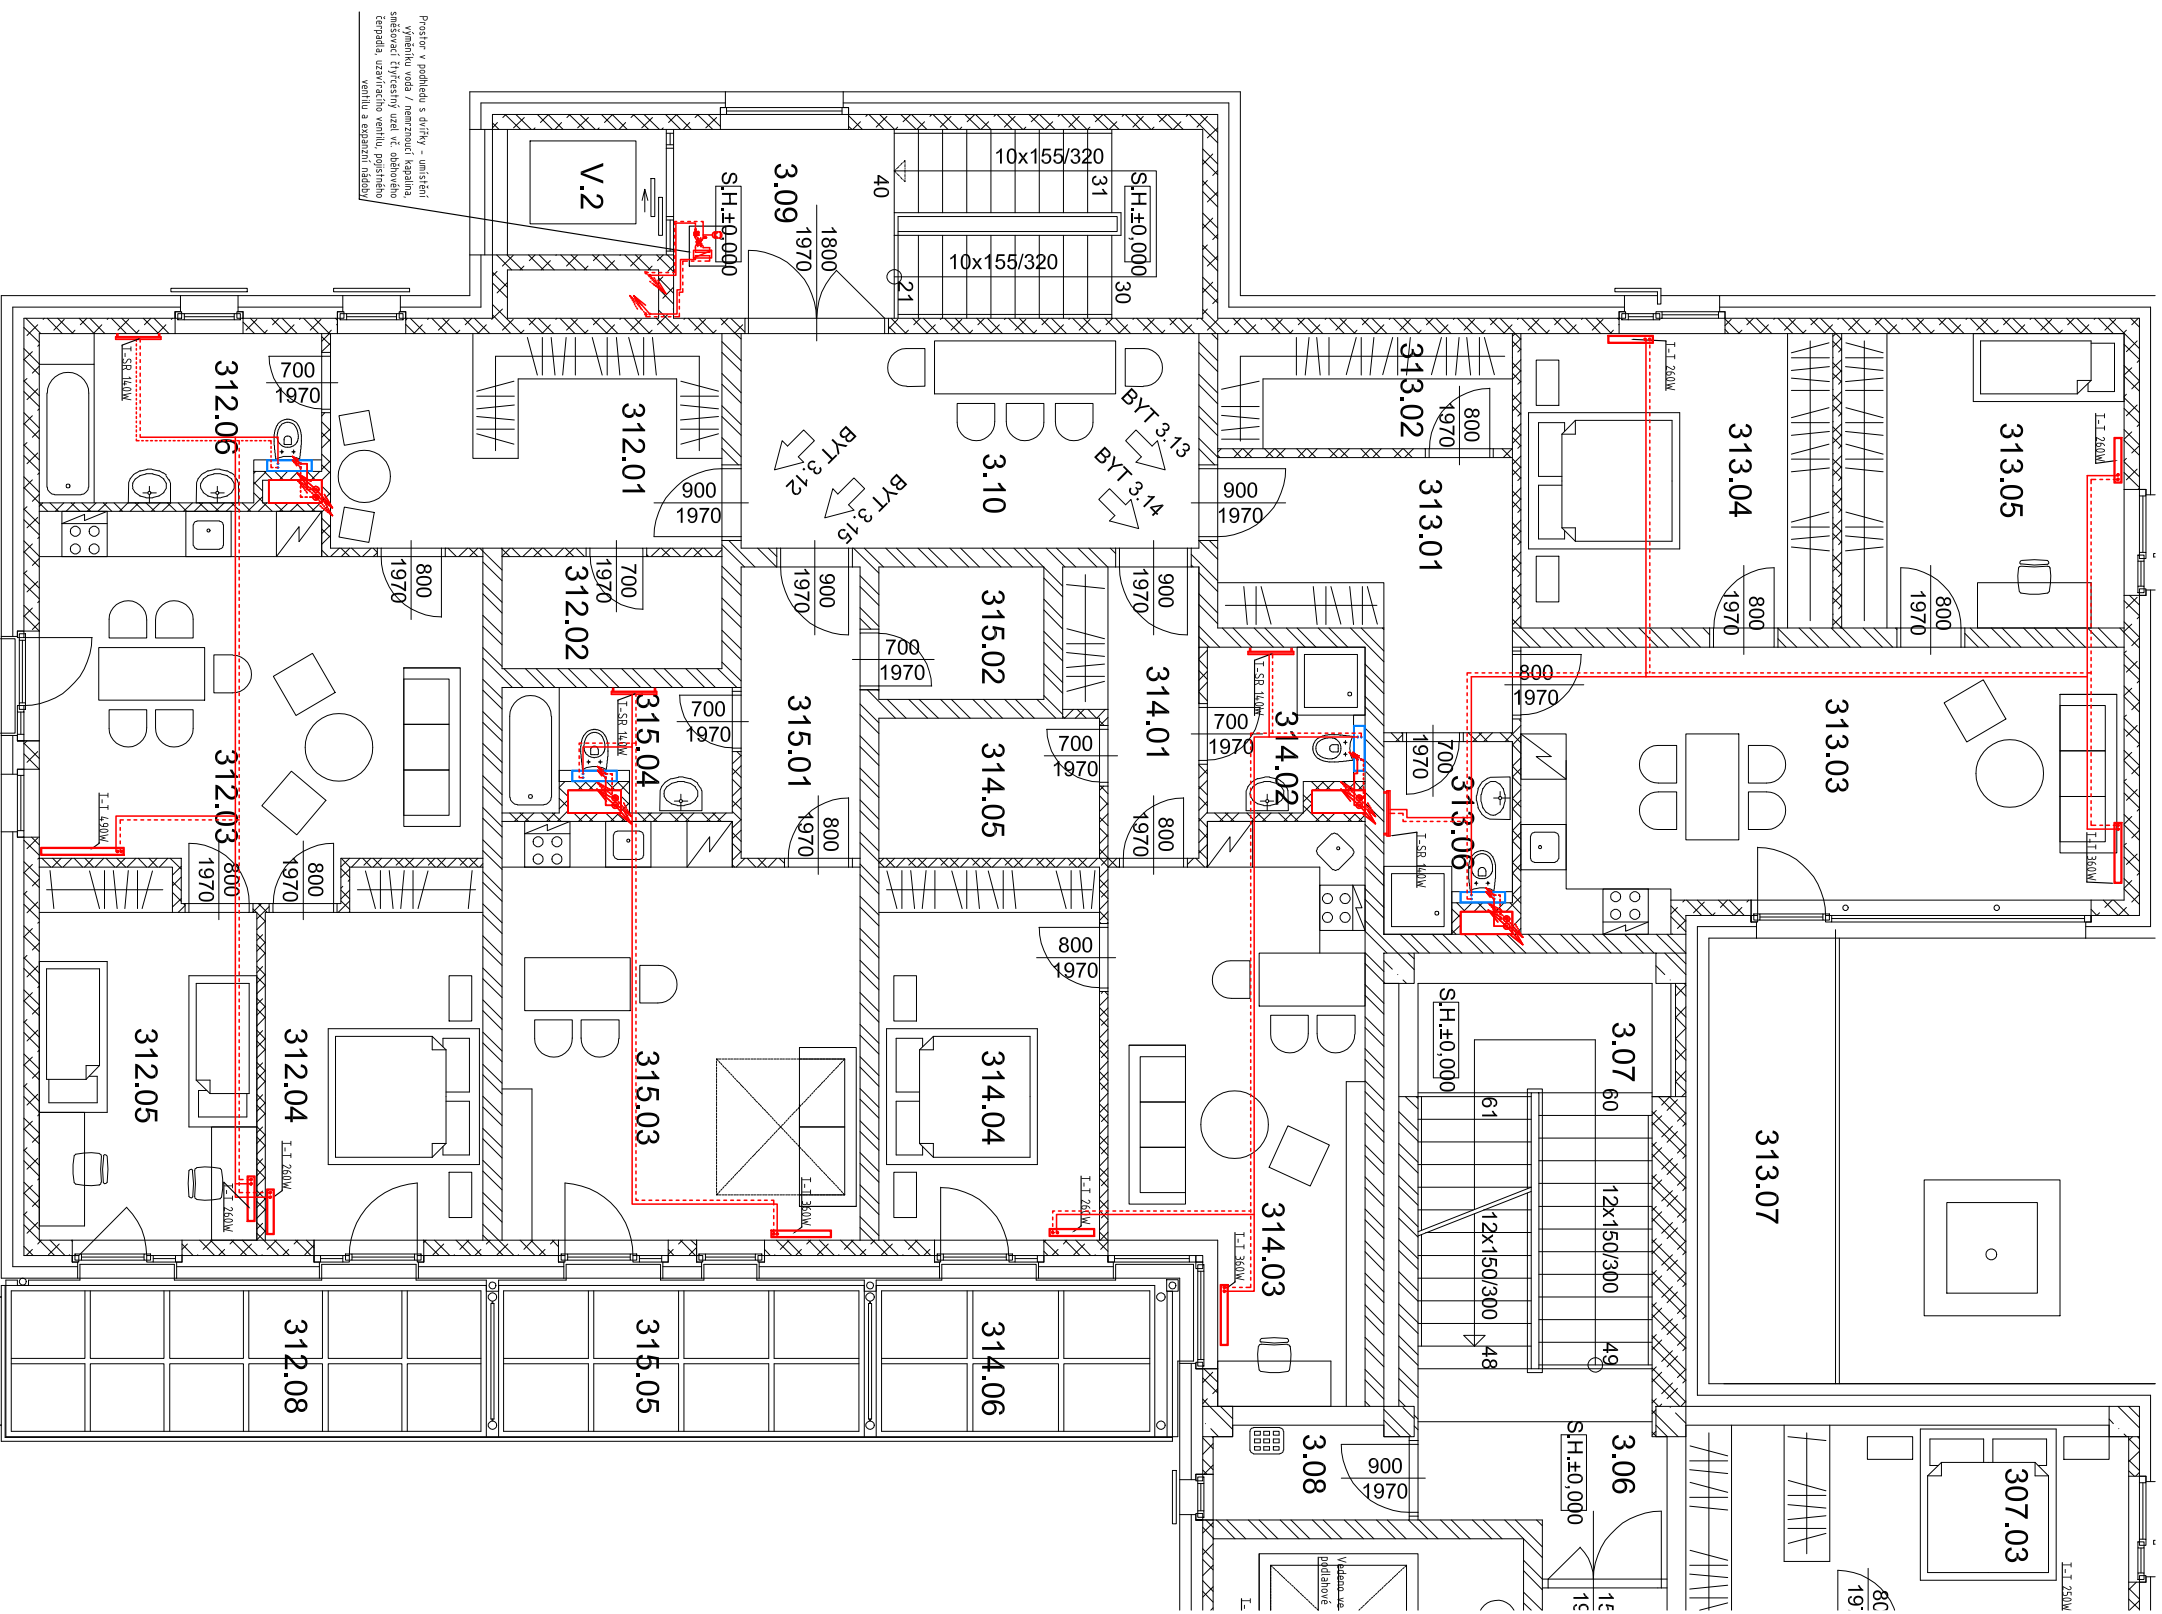 Prostor v podhledu s dvířky - umístění
výměníku voda / nemrznoucí kapalina,
směšovací čtyřcestný uzel vč. oběhového
čerpadla, uzavíracího ventilu, pojistného
ventilu a expanzní nádoby
V.2
S.H.±0,000
3.09
1800
1970
40
10x155/320
31
S.H.±0,000
10x155/320
21
30
T-SR 140W
312.06
700
1970
312.01
900
1970
BYT 3.12
BYT 3.15
3.10
BYT 3.13
BYT 3.14
900
1970
313.02
800
1970
313.01
T-T 260W
313.04
313.05
T-T 260W
800
1970
700
1970
312.02
900
1970
315.02
700
1970
900
1970
314.01
T-SR 140W
314.02
700
1970
800
1970
800
1970
800
1970
313.03
T-T 360W
700
1970
313.06
T-SR 140W
T-SR 140W
315.04
700
1970
315.01
314.05
700
1970
312.03
T-T 490W
800
1970
800
1970
800
1970
800
1970
800
1970
312.05
312.04
T-T 260W
T-T 260W
315.03
T-T 360W
314.04
T-T 260W
314.03
T-T 360W
S.H.±0,000
3.07
61
60
12x150/300
12x150/300
48
49
313.07
312.08
315.05
314.06
3.08
900
1970
S.H.±0,000
3.06
307.03
T-T 250W
Vedeno ve
podlahové